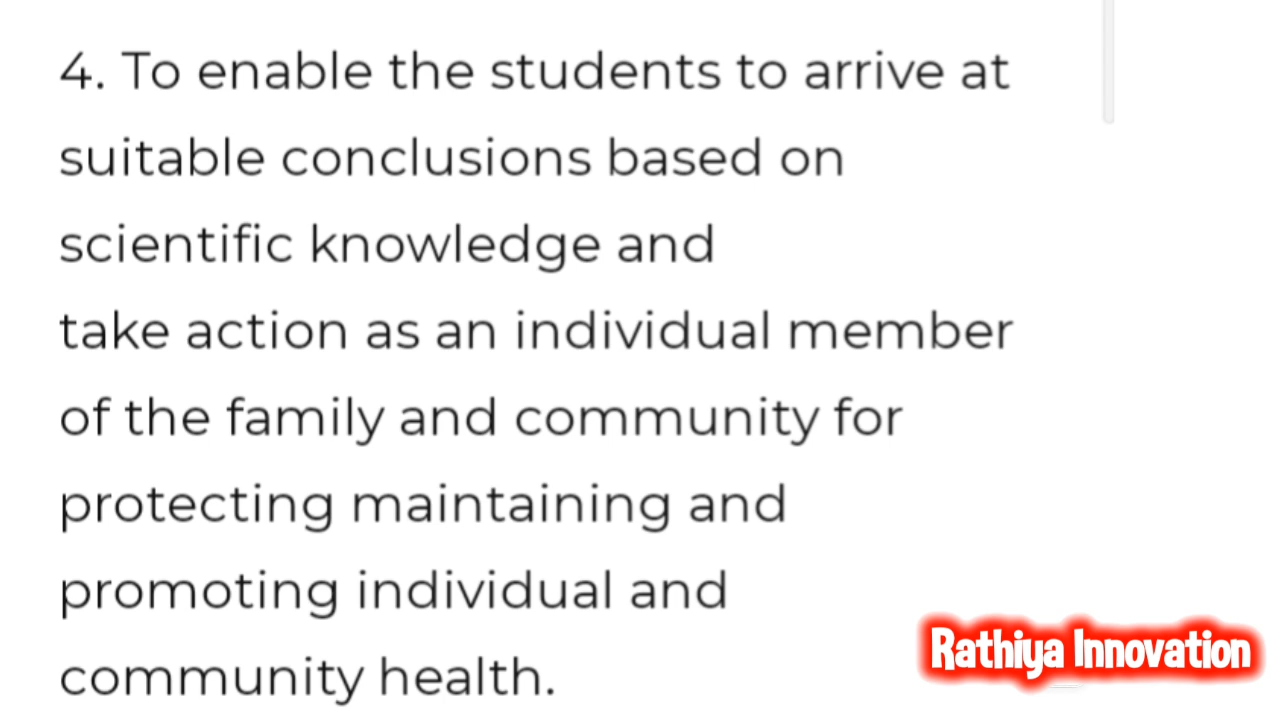 4. To enable the students to arrive at
suitable conclusions based on
scientific knowledge and
take action as an individual member
of the family and community for
protecting maintaining and
promoting individual and
community health.
Rathiya Innovation